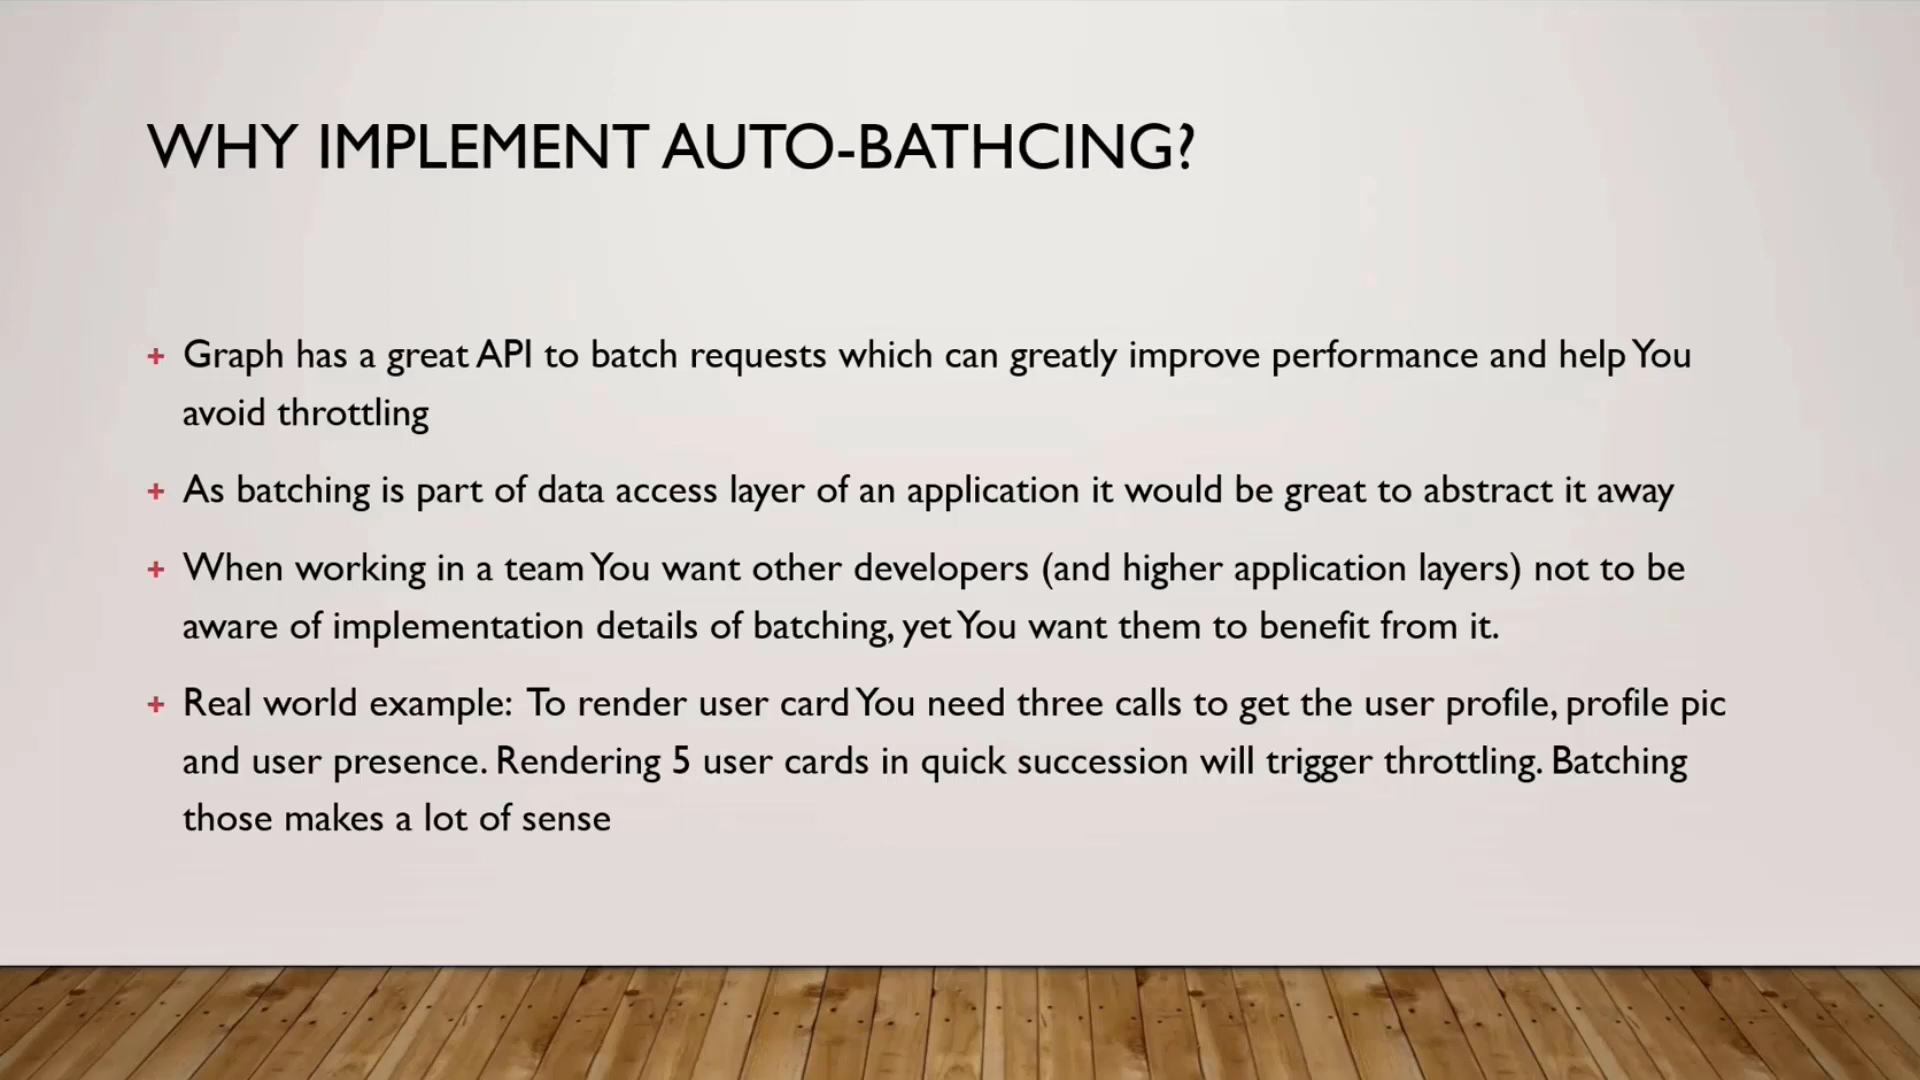 WHY IMPLEMENT AUTO-BATHCING?
+ Graph has a great API to batch requests which can greatly improve performance and help You
avoid throttling
+ As batching is part of data access layer of an application it would be great to abstract it away
+ When working in a team You want other developers (and higher application layers) not to be
aware of implementation details of batching, yet You want them to benefit from it.
+ Real world example: To render user card You need three calls to get the user profile, profile pic
and user presence. Rendering 5 user cards in quick succession will trigger throttling. Batching
those makes a lot of sense